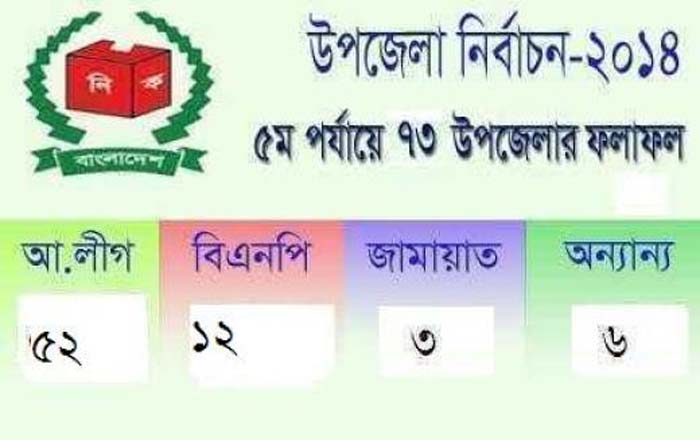 উপজেলা নির্বাচন-২০১৪
নি ক
বাংলাদেশ
৫ম পর্যায়ে ৭৩ উপজেলার ফলাফল
আ.লীগ বিএনপি জামায়াত অন্যান্য
৫২ ১২ ৩ ৬